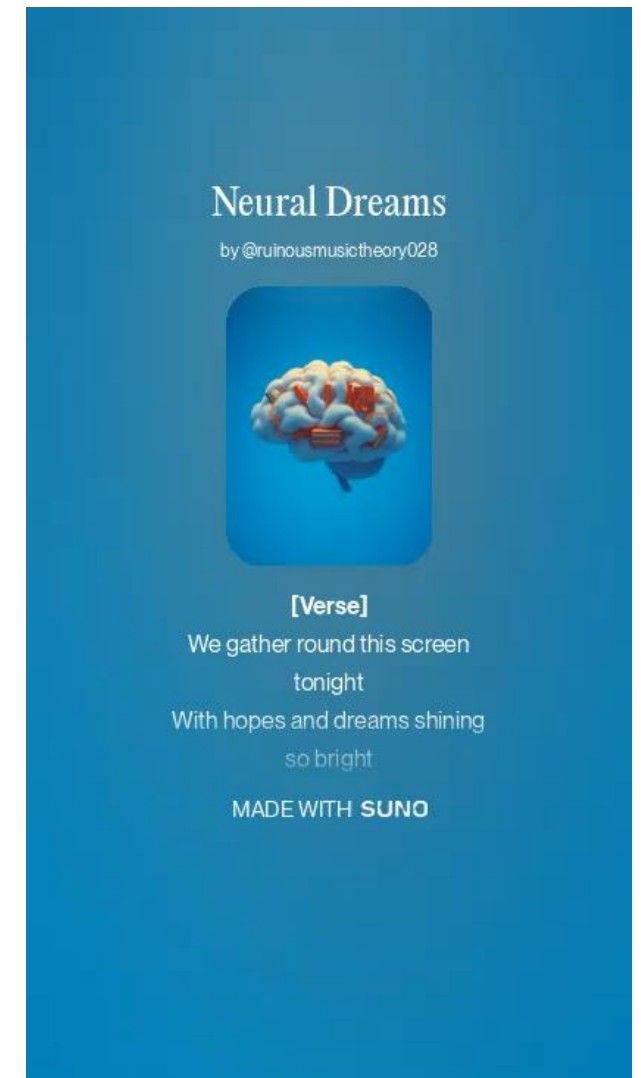 Neural Dreams
by @ruinousmusictheory028
[Verse]
We gather round this screen
tonight
With hopes and dreams shining
so bright
MADE WITH SUNO